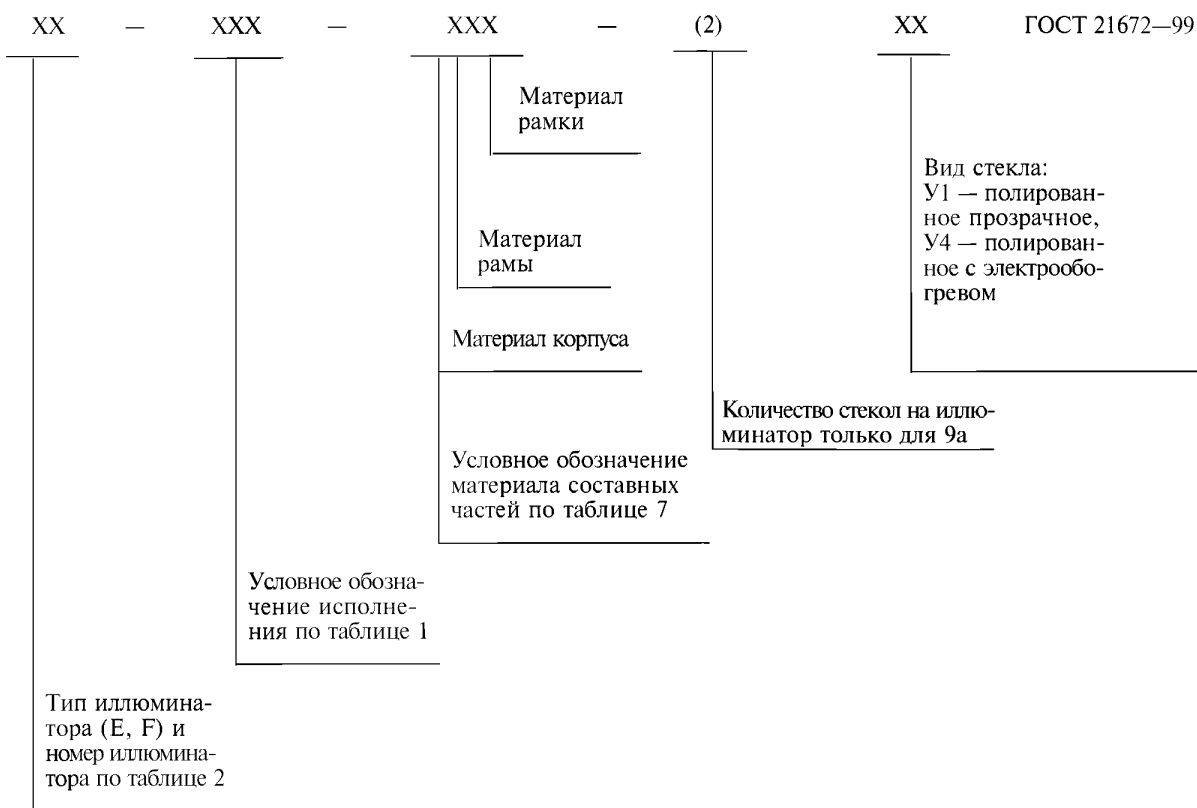 XX — XXX — XXX — (2) XX ГОСТ 21672—99
Материал
рамки
Вид стекла:
У1 — полирован-
ное прозрачное,
У4 — полирован-
ное с электрообо-
гревом
Материал
рамы
Материал корпуса
Количество стекол на иллю-
минатор только для 9а
Условное обозначение
материала составных
частей по таблице 7
Условное обозна-
чение исполне-
ния по таблице 1
Тип иллюмина-
тора (E, F) и
номер иллюмина-
тора по таблице 2